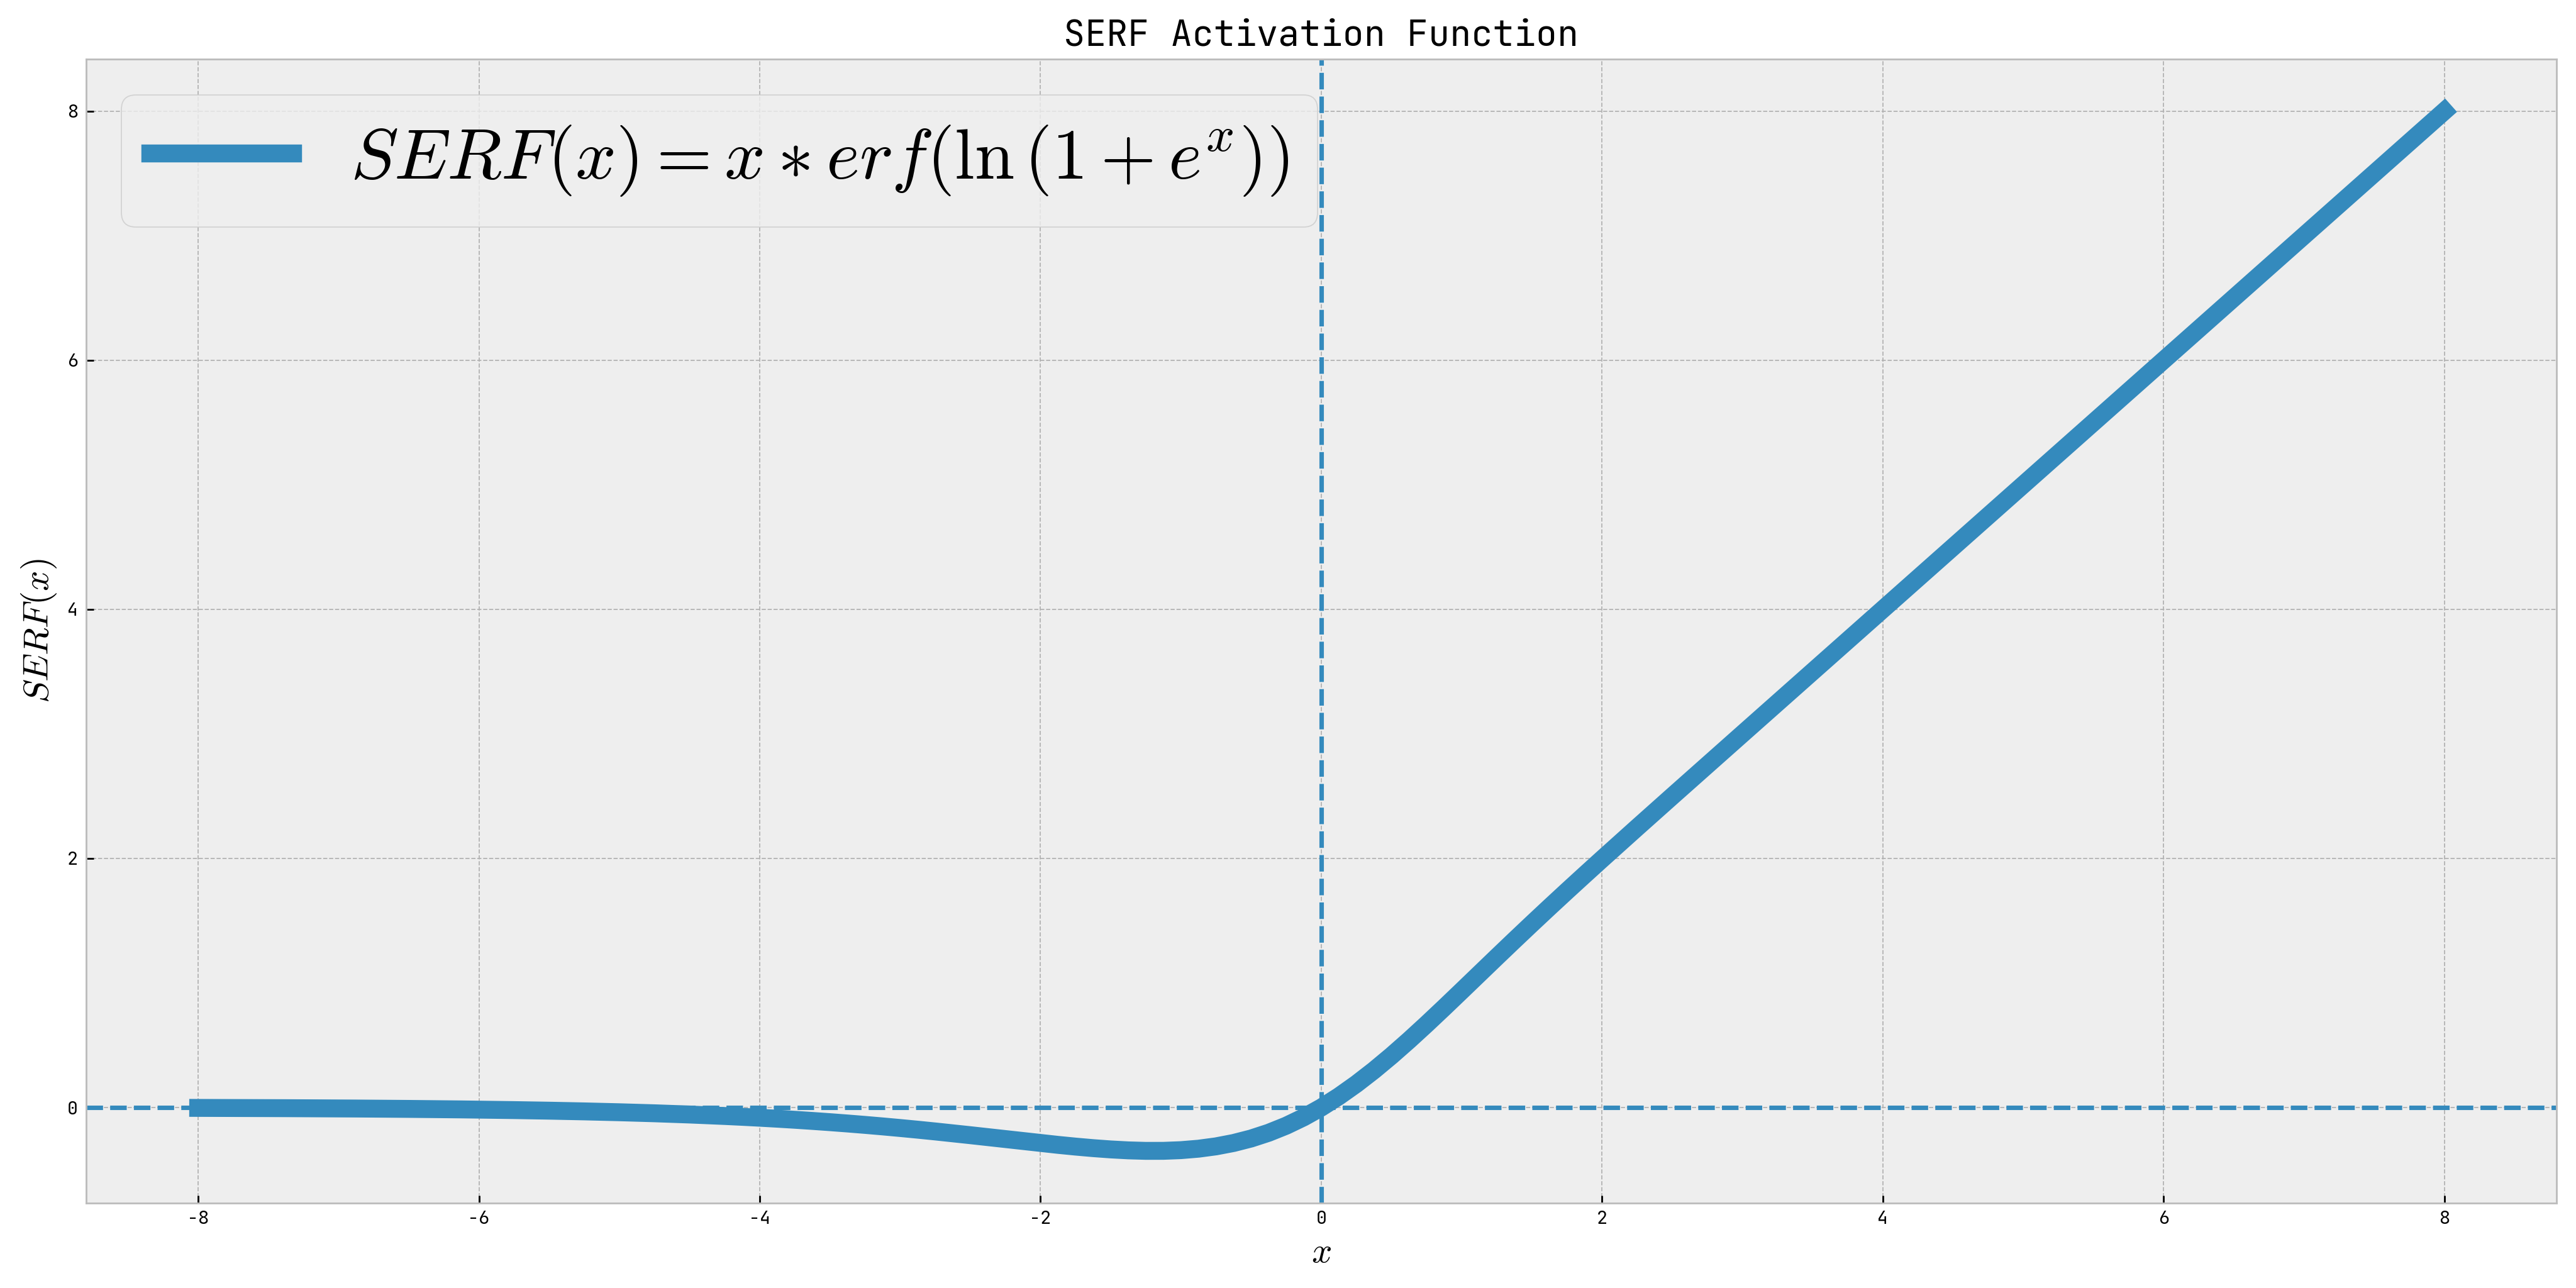 SERF Activation Function
SERF(x) = x * erf(ln (1 + e^x))
SERF(x)
8
6
4
2
0
-8 -6 -4 -2 0 2 4 6 8
x